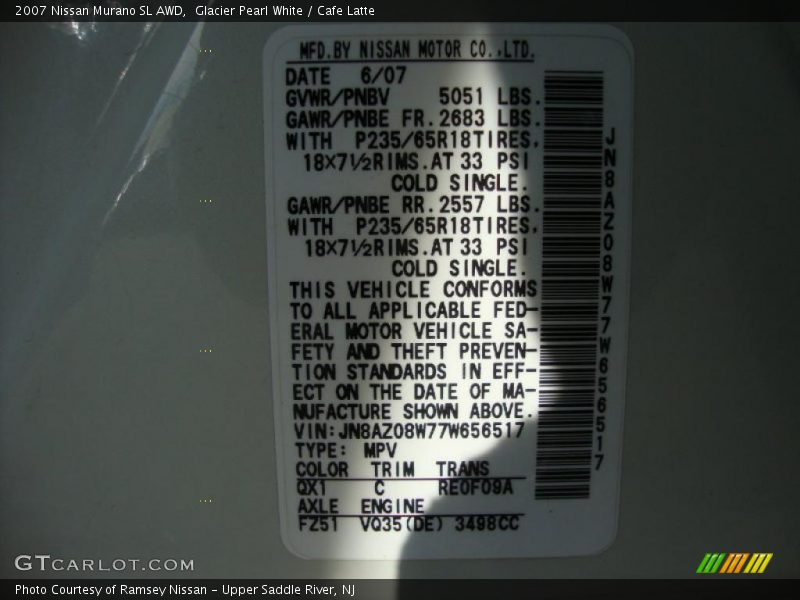 2007 Nissan Murano SL AWD,  Glacier Pearl White / Cafe Latte
MFD.BY NISSAN MOTOR CO.,LTD.
DATE 6/07
GVWR/PNBV 5051 LBS.
GAWR/PNBE FR. 2683 LBS.
WITH P235/65R18TIRES,
18×7½RIMS.AT 33 PSI
COLD SINGLE.
GAWR/PNBE RR. 2557 LBS.
WITH P235/65R18TIRES,
18×7½RIMS.AT 33 PSI
COLD SINGLE.
THIS VEHICLE CONFORMS
TO ALL APPLICABLE FED-
ERAL MOTOR VEHICLE SA-
FETY AND THEFT PREVEN-
TION STANDARDS IN EFF-
ECT ON THE DATE OF MA-
NUFACTURE SHOWN ABOVE.
VIN:JN8AZ08W77W656517
TYPE: MPV
COLOR TRIM TRANS
QX1 C RE0F09A
AXLE ENGINE
FZ51 VQ35(DE) 3498CC
JN8AZ08W77W656517
GTCARLOT.COM
Photo Courtesy of Ramsey Nissan - Upper Saddle River, NJ